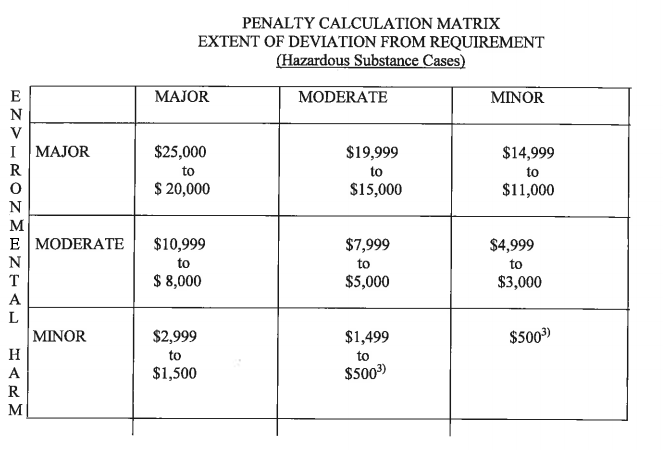 PENALTY CALCULATION MATRIX
EXTENT OF DEVIATION FROM REQUIREMENT
(Hazardous Substance Cases)
ENVIRONMENTAL HARM
MAJOR MODERATE MINOR
MAJOR $25,000 $19,999 $14,999
to to to
$ 20,000 $15,000 $11,000
MODERATE $10,999 $7,999 $4,999
to to to
$ 8,000 $5,000 $3,000
MINOR $2,999 $1,499 $500³⁾
to to
$1,500 $500³⁾